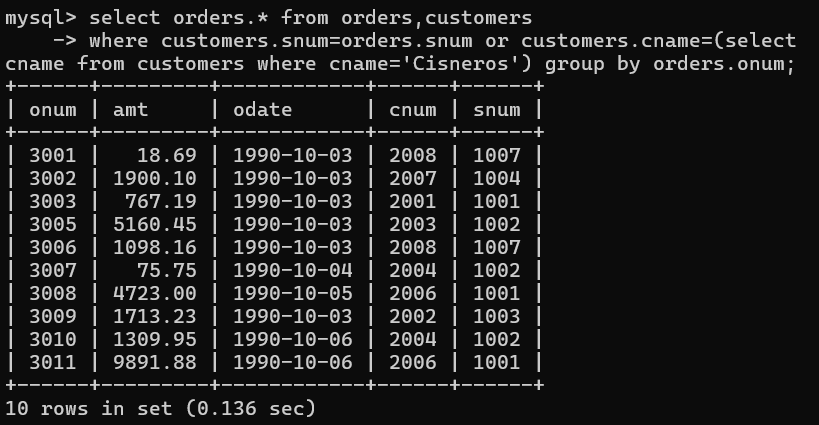 mysql> select orders.* from orders,customers
    -> where customers.snum=orders.snum or customers.cname=(select
cname from customers where cname='Cisneros') group by orders.onum;
+------+---------+------------+------+------+
| onum | amt     | odate      | cnum | snum |
+------+---------+------------+------+------+
| 3001 |   18.69 | 1990-10-03 | 2008 | 1007 |
| 3002 | 1900.10 | 1990-10-03 | 2007 | 1004 |
| 3003 |  767.19 | 1990-10-03 | 2001 | 1001 |
| 3005 | 5160.45 | 1990-10-03 | 2003 | 1002 |
| 3006 | 1098.16 | 1990-10-03 | 2008 | 1007 |
| 3007 |   75.75 | 1990-10-04 | 2004 | 1002 |
| 3008 | 4723.00 | 1990-10-05 | 2006 | 1001 |
| 3009 | 1713.23 | 1990-10-03 | 2002 | 1003 |
| 3010 | 1309.95 | 1990-10-06 | 2004 | 1002 |
| 3011 | 9891.88 | 1990-10-06 | 2006 | 1001 |
+------+---------+------------+------+------+
10 rows in set (0.136 sec)